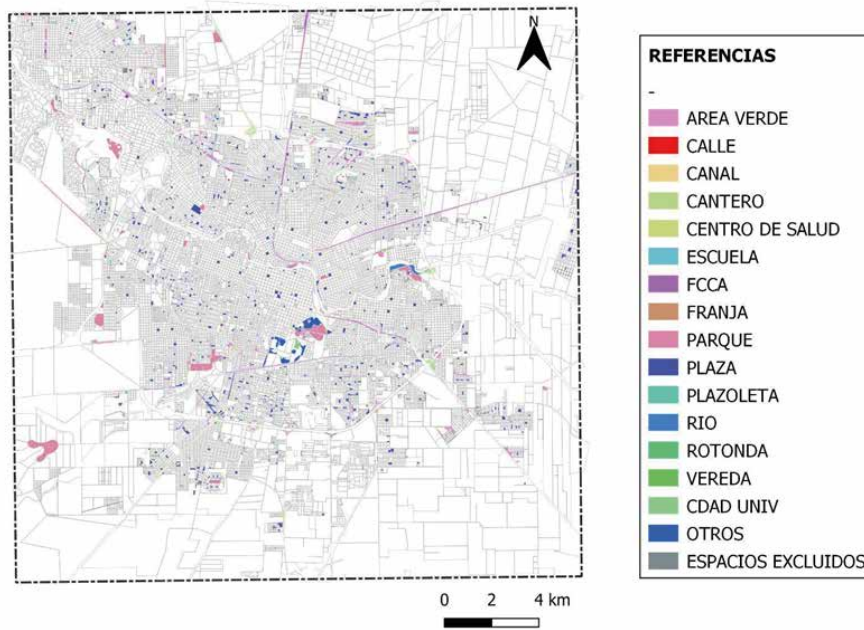 N
REFERENCIAS
-
AREA VERDE
CALLE
CANAL
CANTERO
CENTRO DE SALUD
ESCUELA
FCCA
FRANJA
PARQUE
PLAZA
PLAZOLETA
RIO
ROTONDA
VEREDA
CDAD UNIV
OTROS
ESPACIOS EXCLUIDOS
0 2 4 km